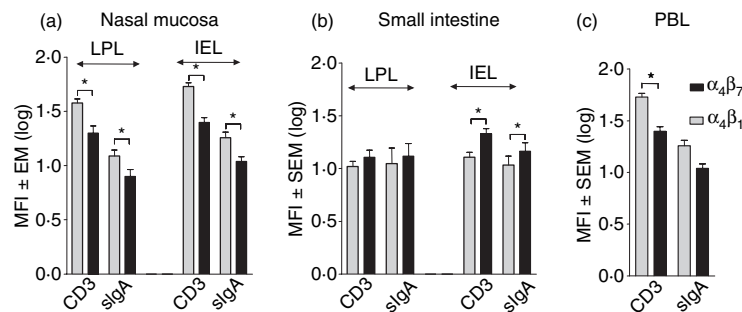 (a) Nasal mucosa
LPL IEL
* * * *
MFI ± EM (log)
2·0
1·5
1·0
0·5
0·0
CD3 sIgA CD3 sIgA
(b) Small intestine
LPL IEL
* *
MFI ± SEM (log)
2·0
1·5
1·0
0·5
0·0
CD3 sIgA CD3 sIgA
(c) PBL
*
α4β7
α4β1
MFI ± SEM (log)
2·0
1·5
1·0
0·5
0·0
CD3 sIgA